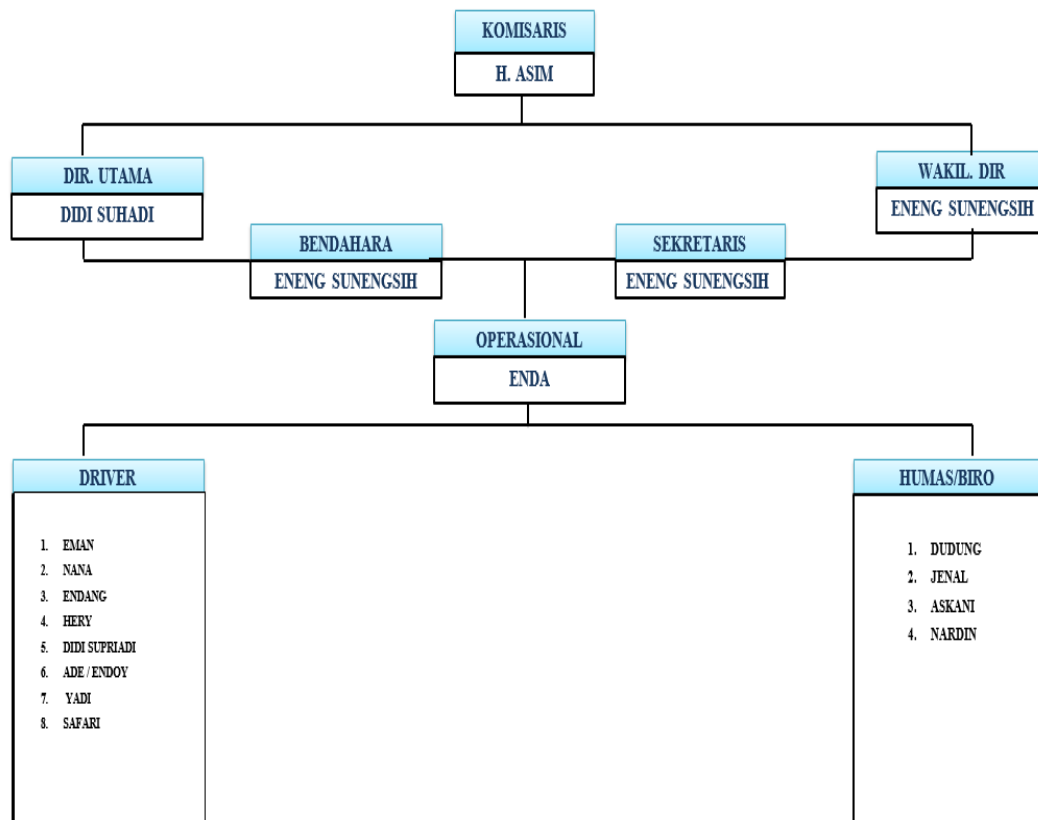 KOMISARIS
H. ASIM
DIR. UTAMA
DIDI SUHADI
WAKIL. DIR
ENENG SUNENGSIH
BENDAHARA
ENENG SUNENGSIH
SEKRETARIS
ENENG SUNENGSIH
OPERASIONAL
ENDA
DRIVER
1. EMAN
2. NANA
3. ENDANG
4. HERY
5. DIDI SUPRIADI
6. ADE / ENDOY
7. YADI
8. SAFARI
HUMAS/BIRO
1. DUDUNG
2. JENAL
3. ASKANI
4. NARDIN